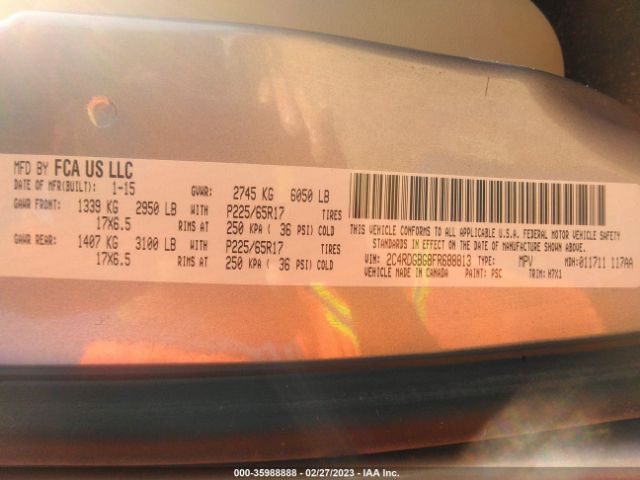 MFD BY FCA US LLC
DATE OF MFR(BUILT): 1-15 GVWR: 2745 KG 6050 LB
GAWR FRONT: 1339 KG 2950 LB WITH P225/65R17 TIRES
17X6.5 RIMS AT 250 KPA ( 36 PSI) COLD
GAWR REAR: 1407 KG 3100 LB WITH P225/65R17 TIRES
17X6.5 RIMS AT 250 KPA ( 36 PSI) COLD
THIS VEHICLE CONFORMS TO ALL APPLICABLE U.S.A. FEDERAL MOTOR VEHICLE SAFETY
STANDARDS IN EFFECT ON THE DATE OF MANUFACTURE SHOWN ABOVE.
VIN: 2C4RDGBG8FR688813 TYPE: MPV MDH:011711 117AA
VEHICLE MADE IN CANADA PAINT: PSC TRIM: H7X1
000-35988888 - 02/27/2023 - IAA Inc.